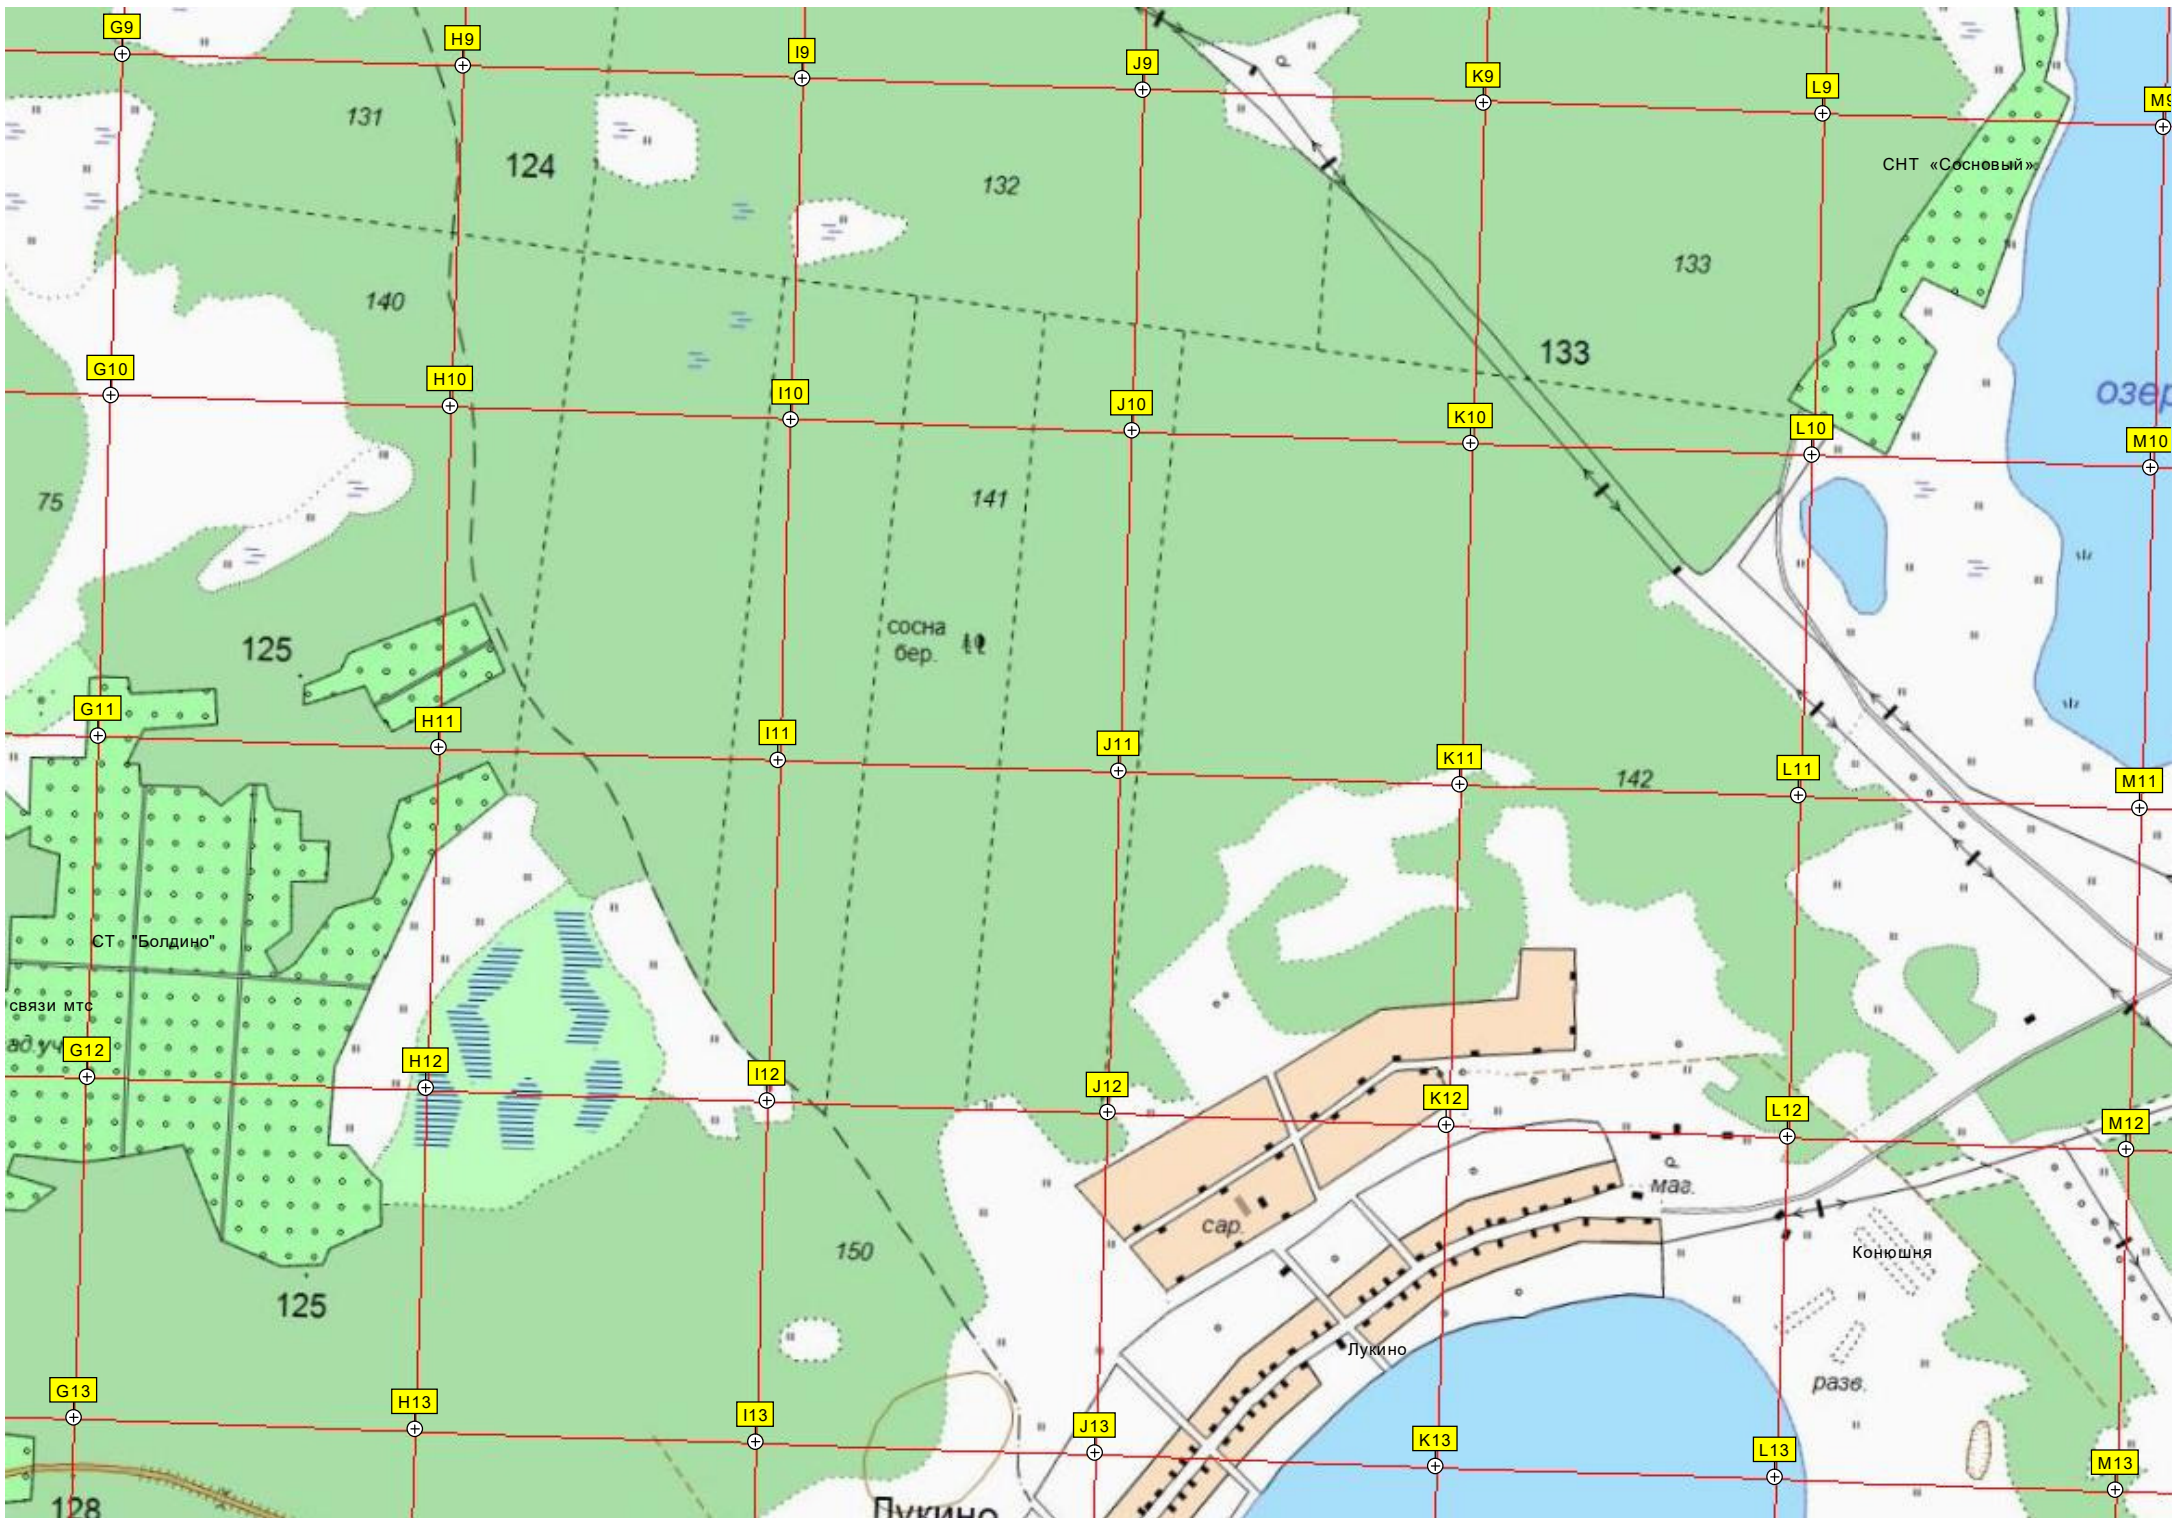 G9
H9
I9
J9
K9
L9
131
124
132
СНТ «Сосновый»
140
133
133
G10
H10
I10
J10
K10
L10
M10
75
141
125
сосна
бер.
G11
H11
I11
J11
K11
L11
M11
142
СТ "Болдино"
связи мтс
G12
H12
I12
J12
K12
L12
M12
маг.
сар.
150
Конюшня
125
Лукино
разв.
G13
H13
I13
J13
K13
L13
M13
128
Лукино